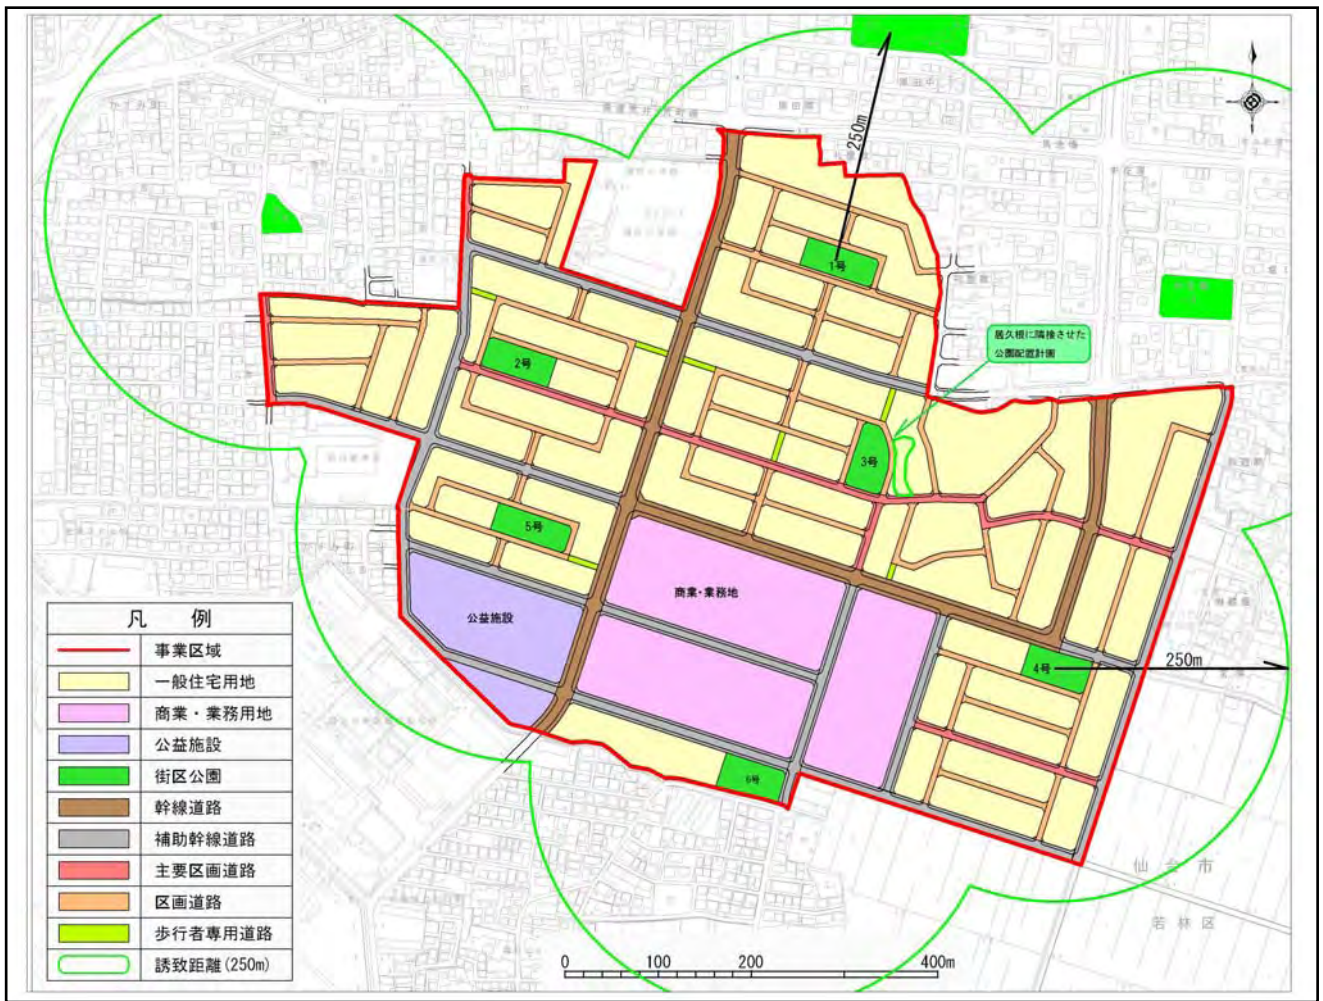 250m
1号
居久根に隣接させた
公園配置計画
2号
3号
5号
商業・業務地
公益施設
4号
250m
6号
凡　例
事業区域
一般住宅用地
商業・業務用地
公益施設
街区公園
幹線道路
補助幹線道路
主要区画道路
区画道路
歩行者専用道路
誘致距離(250m)
仙台市
若林区
0 100 200 400m